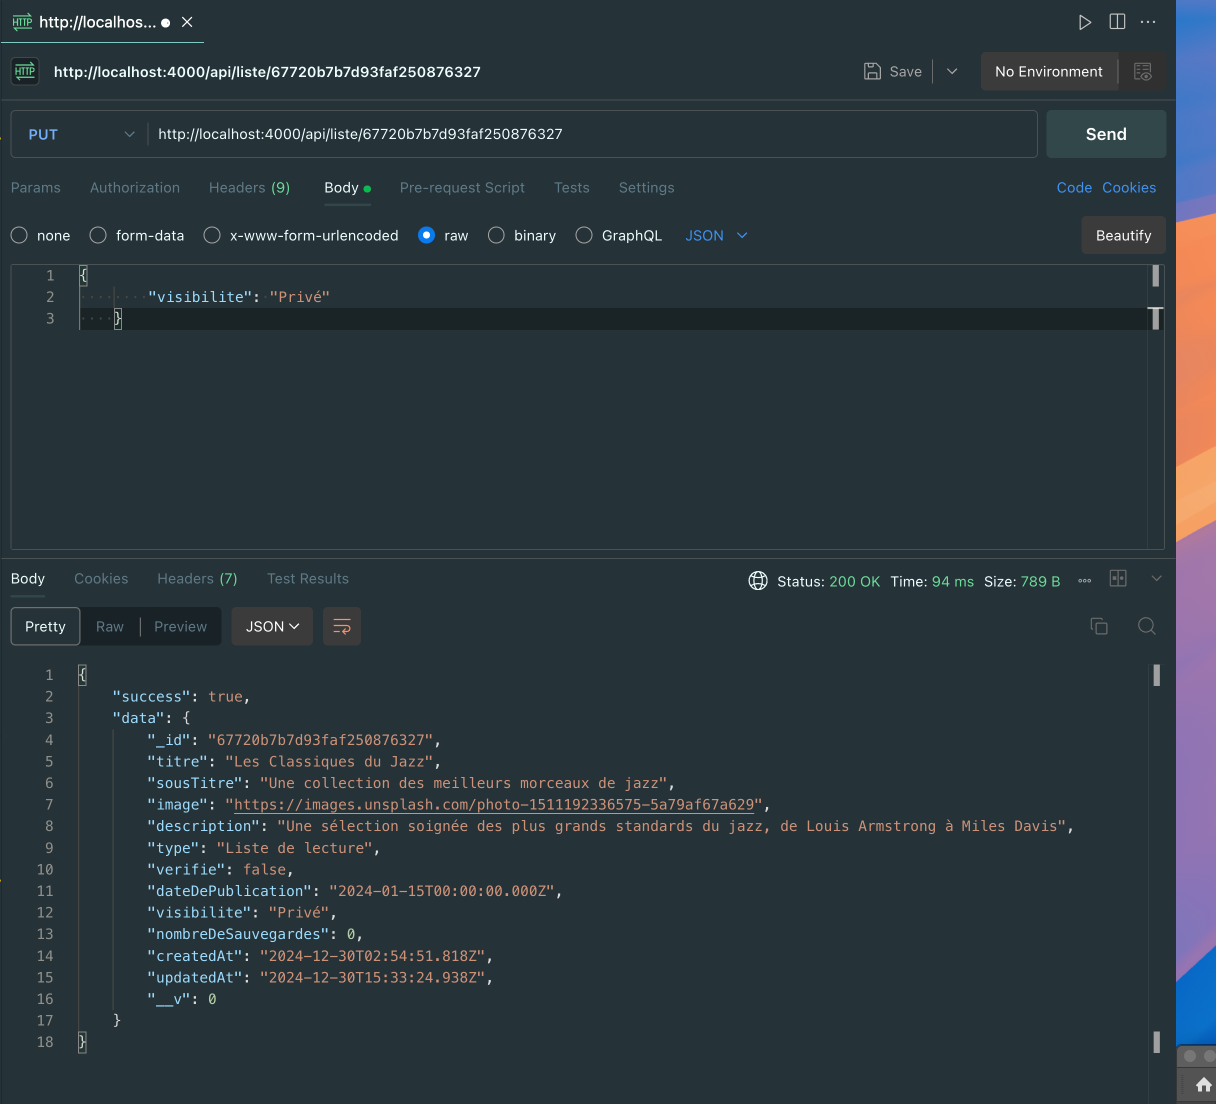 HTTP http://localhos... ● ×
HTTP http://localhost:4000/api/liste/67720b7b7d93faf250876327 Save No Environment
PUT http://localhost:4000/api/liste/67720b7b7d93faf250876327 Send
Params Authorization Headers (9) Body Pre-request Script Tests Settings Code Cookies
none form-data x-www-form-urlencoded raw binary GraphQL JSON Beautify
1 {
2 "visibilite": "Privé"
3 }
Body Cookies Headers (7) Test Results Status: 200 OK Time: 94 ms Size: 789 B
Pretty Raw Preview JSON
1 {
2 "success": true,
3 "data": {
4 "_id": "67720b7b7d93faf250876327",
5 "titre": "Les Classiques du Jazz",
6 "sousTitre": "Une collection des meilleurs morceaux de jazz",
7 "image": "https://images.unsplash.com/photo-1511192336575-5a79af67a629",
8 "description": "Une sélection soignée des plus grands standards du jazz, de Louis Armstrong à Miles Davis",
9 "type": "Liste de lecture",
10 "verifie": false,
11 "dateDePublication": "2024-01-15T00:00:00.000Z",
12 "visibilite": "Privé",
13 "nombreDeSauvegardes": 0,
14 "createdAt": "2024-12-30T02:54:51.818Z",
15 "updatedAt": "2024-12-30T15:33:24.938Z",
16 "__v": 0
17 }
18 }